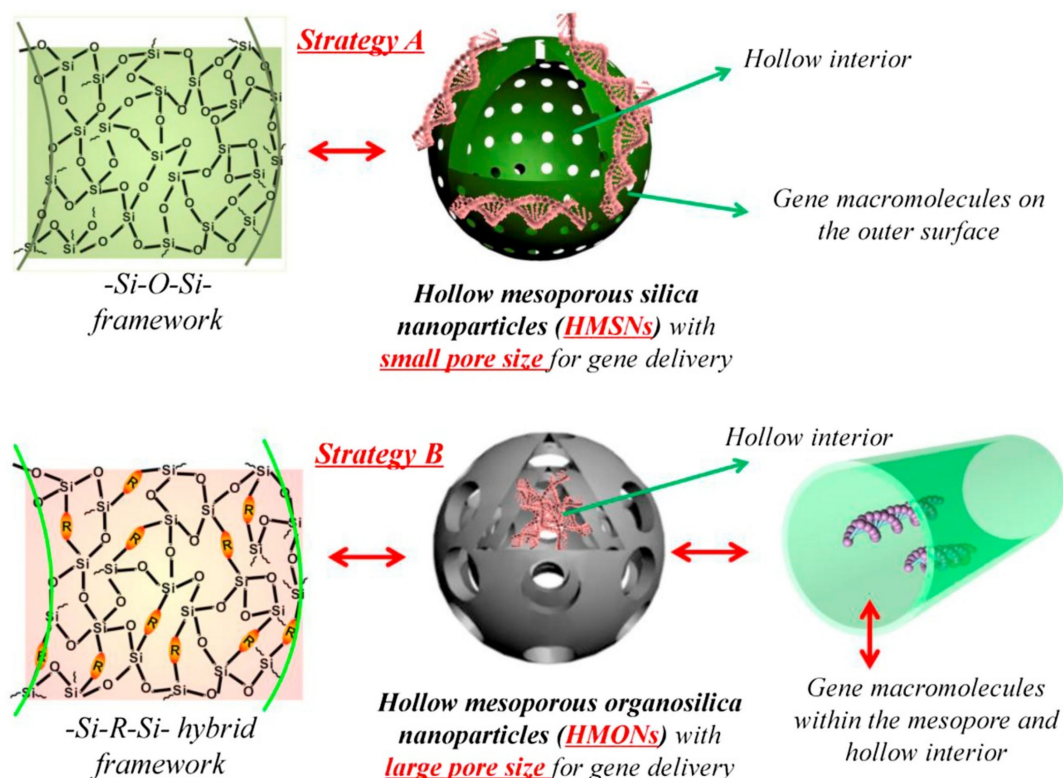 Strategy A
Hollow interior
Gene macromolecules on
the outer surface
-Si-O-Si-
framework
Hollow mesoporous silica
nanoparticles (HMSNs) with
small pore size for gene delivery
Strategy B
Hollow interior
-Si-R-Si- hybrid
framework
Hollow mesoporous organosilica
nanoparticles (HMONs) with
large pore size for gene delivery
Gene macromolecules
within the mesopore and
hollow interior